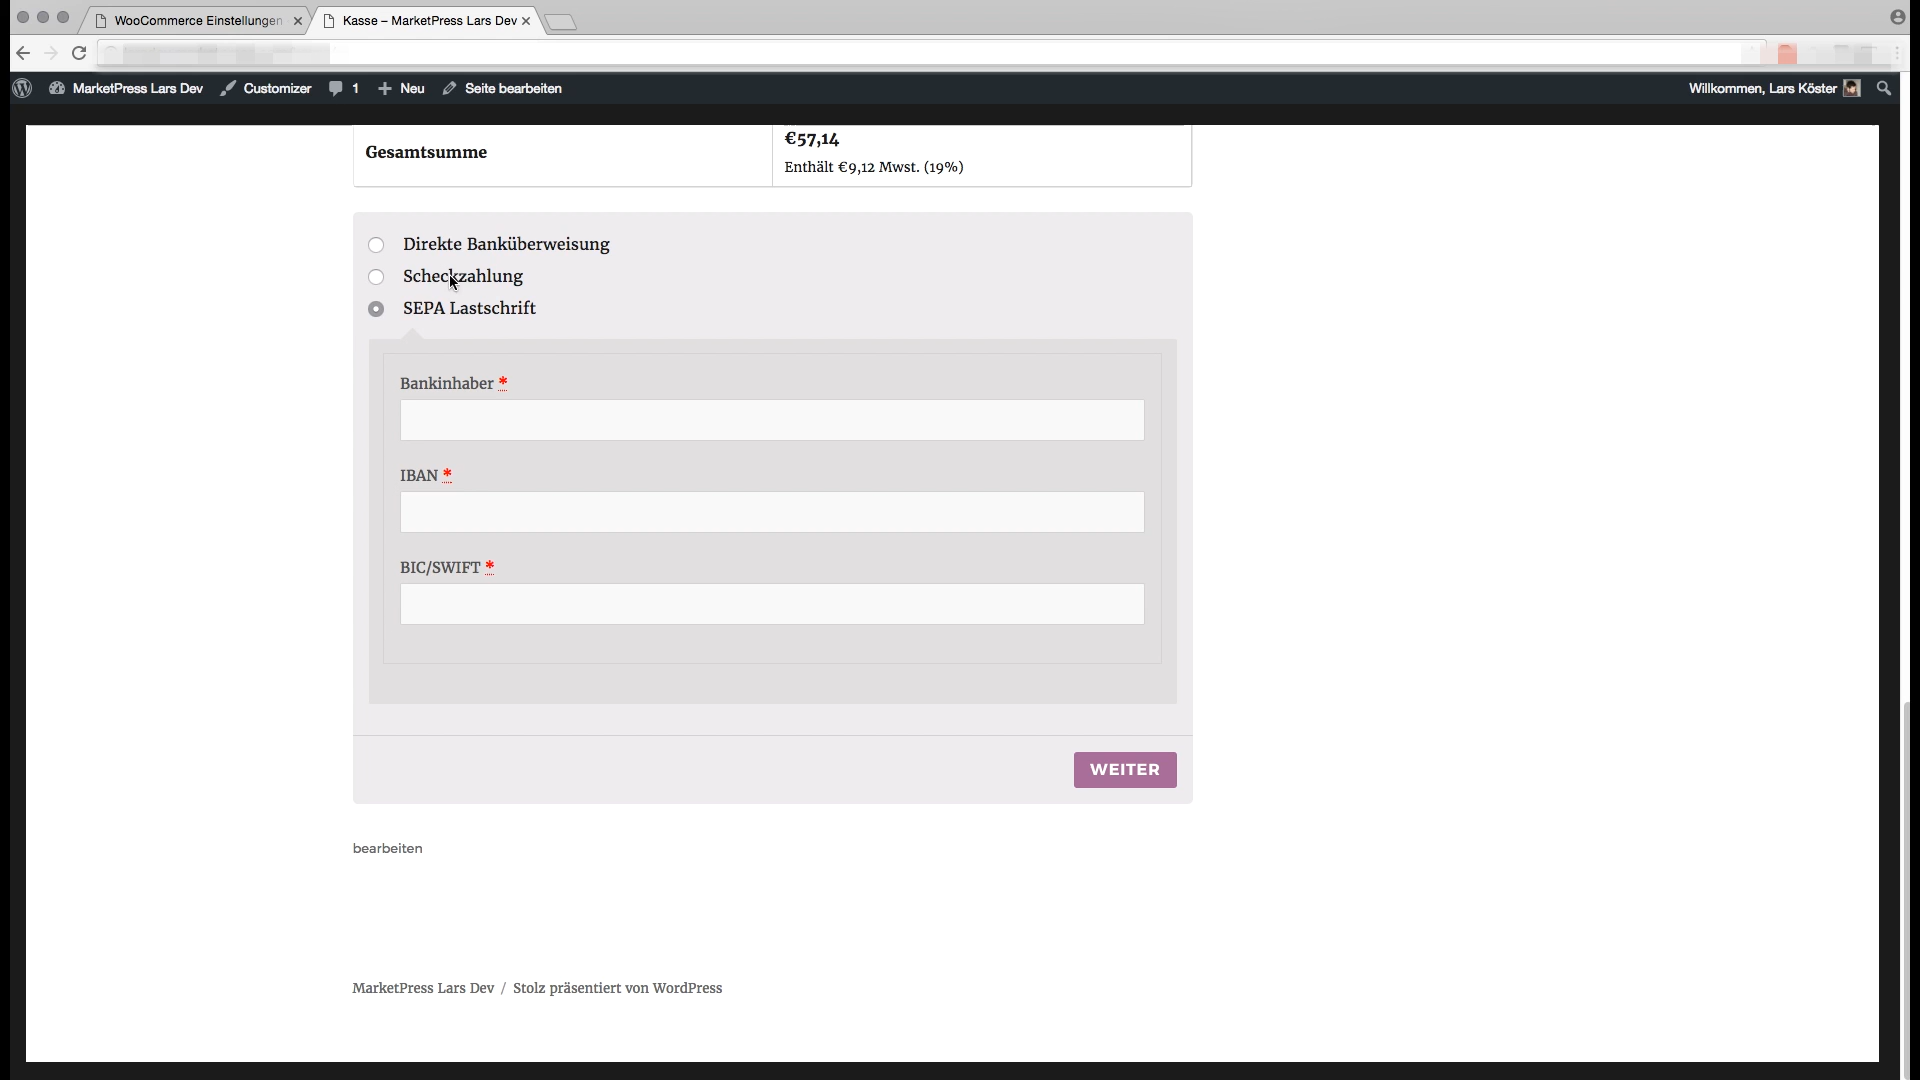 WooCommerce Einstellungen
Kasse – MarketPress Lars Dev
MarketPress Lars Dev
Customizer
1
Neu
Seite bearbeiten
Willkommen, Lars Köster
Gesamtsumme
€57,14
Enthält €9,12 Mwst. (19%)
Direkte Banküberweisung
Scheckzahlung
SEPA Lastschrift
Bankinhaber *
IBAN *
BIC/SWIFT *
WEITER
bearbeiten
MarketPress Lars Dev / Stolz präsentiert von WordPress